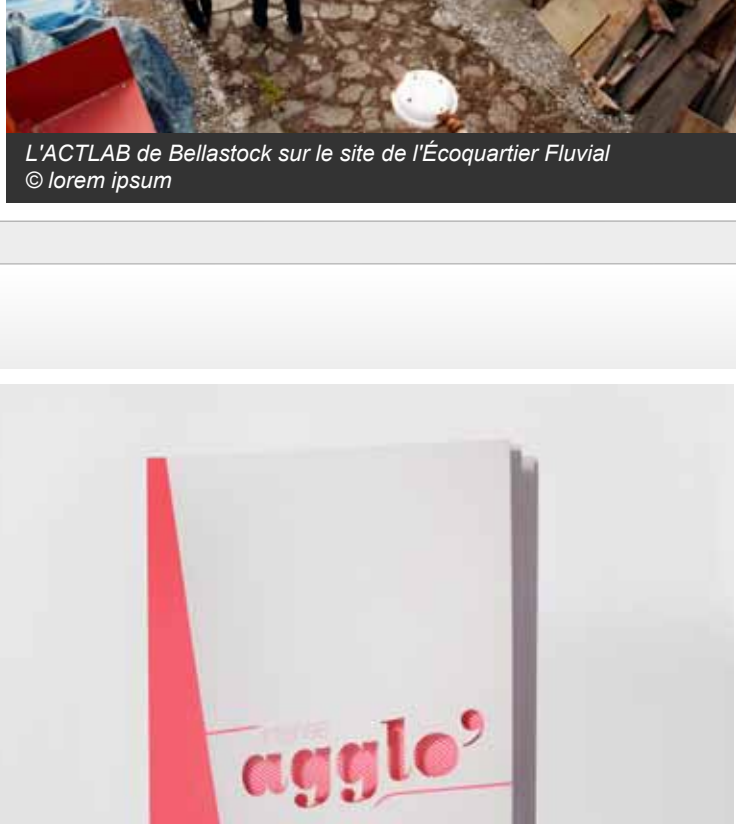 L'ACTLAB de Bellastock sur le site de l'Écoquartier Fluvial
© lorem ipsum
agglo’